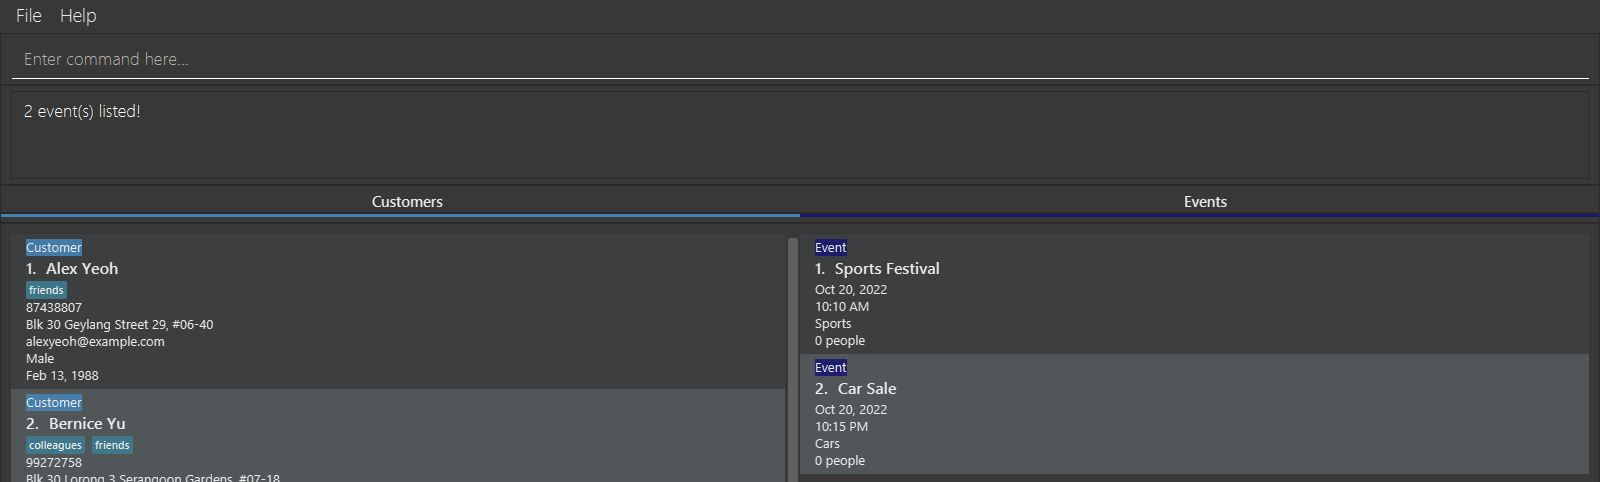 File Help
Enter command here...
2 event(s) listed!
Customers
Events
Customer
1. Alex Yeoh
friends
87438807
Blk 30 Geylang Street 29, #06-40
alexyeoh@example.com
Male
Feb 13, 1988
Customer
2. Bernice Yu
colleagues friends
99272758
Blk 30 Lorong 3 Serangoon Gardens, #07-18
Event
1. Sports Festival
Oct 20, 2022
10:10 AM
Sports
0 people
Event
2. Car Sale
Oct 20, 2022
10:15 PM
Cars
0 people